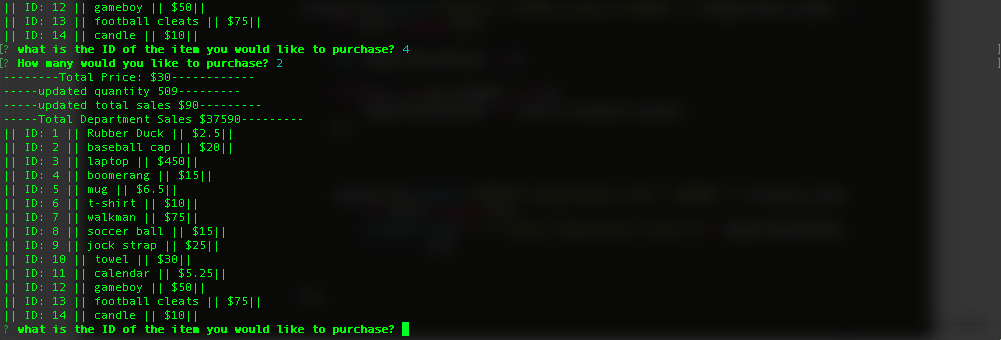 || ID: 12 || gameboy || $50||
|| ID: 13 || football cleats || $75||
|| ID: 14 || candle || $10||
[? what is the ID of the item you would like to purchase? 4 ]
[? How many would you like to purchase? 2 ]
--------Total Price: $30------------
-----updated quantity 509---------
-----updated total sales $90---------
-----Total Department Sales $37590---------
|| ID: 1 || Rubber Duck || $2.5||
|| ID: 2 || baseball cap || $20||
|| ID: 3 || laptop || $450||
|| ID: 4 || boomerang || $15||
|| ID: 5 || mug || $6.5||
|| ID: 6 || t-shirt || $10||
|| ID: 7 || walkman || $75||
|| ID: 8 || soccer ball || $15||
|| ID: 9 || jock strap || $25||
|| ID: 10 || towel || $30||
|| ID: 11 || calendar || $5.25||
|| ID: 12 || gameboy || $50||
|| ID: 13 || football cleats || $75||
|| ID: 14 || candle || $10||
? what is the ID of the item you would like to purchase?